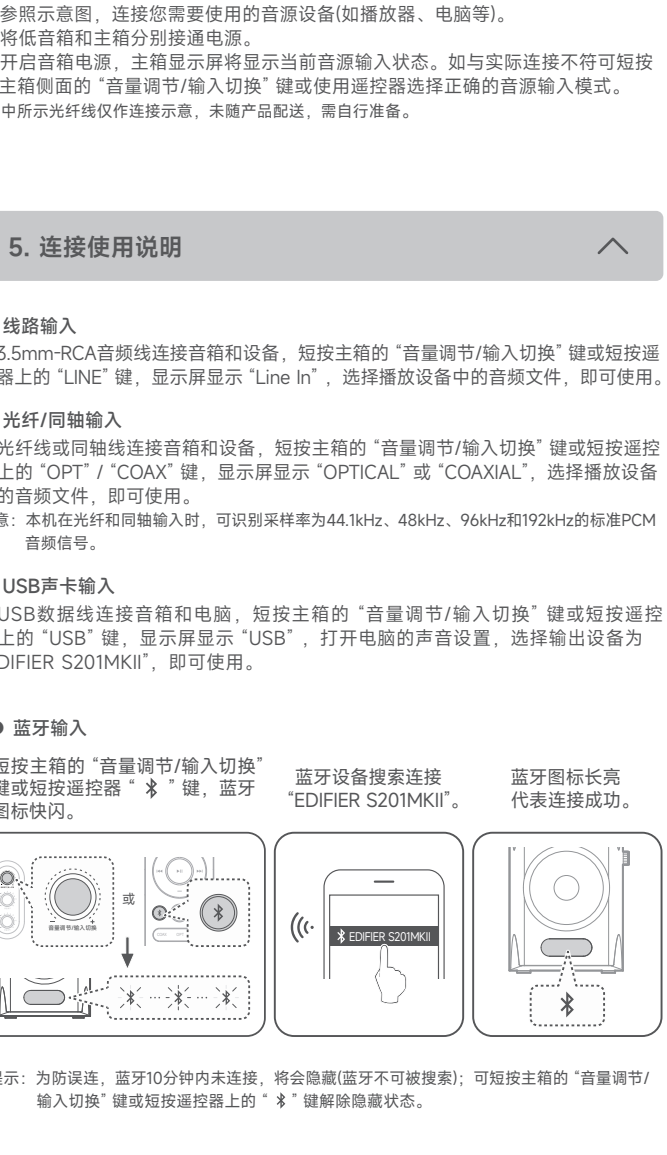 参照示意图，连接您需要使用的音源设备(如播放器、电脑等)。
将低音箱和主箱分别接通电源。
开启音箱电源，主箱显示屏将显示当前音源输入状态。如与实际连接不符可短按
主箱侧面的 “音量调节/输入切换” 键或使用遥控器选择正确的音源输入模式。
中所示光纤线仅作连接示意，未随产品配送，需自行准备。
5. 连接使用说明
线路输入
3.5mm-RCA音频线连接音箱和设备，短按主箱的 “音量调节/输入切换” 键或短按遥
器上的 “LINE” 键，显示屏显示 “Line In” ，选择播放设备中的音频文件，即可使用。
光纤/同轴输入
光纤线或同轴线连接音箱和设备，短按主箱的 “音量调节/输入切换” 键或短按遥控
上的 “OPT” / “COAX” 键，显示屏显示 “OPTICAL” 或 “COAXIAL”，选择播放设备
的音频文件，即可使用。
意：本机在光纤和同轴输入时，可识别采样率为44.1kHz、48kHz、96kHz和192kHz的标准PCM
音频信号。
USB声卡输入
USB数据线连接音箱和电脑，短按主箱的 “音量调节/输入切换” 键或短按遥控
上的 “USB” 键，显示屏显示 “USB” ，打开电脑的声音设置，选择输出设备为
DIFIER S201MKII”，即可使用。
● 蓝牙输入
短按主箱的 “音量调节/输入切换”
键或短按遥控器 “ ” 键，蓝牙
图标快闪。
蓝牙设备搜索连接
“EDIFIER S201MKII”。
蓝牙图标长亮
代表连接成功。
或
音量调节/输入切换
EDIFIER S201MKII
提示：为防误连，蓝牙10分钟内未连接，将会隐藏(蓝牙不可被搜索)；可短按主箱的 “音量调节/
输入切换” 键或短按遥控器上的 “ ” 键解除隐藏状态。